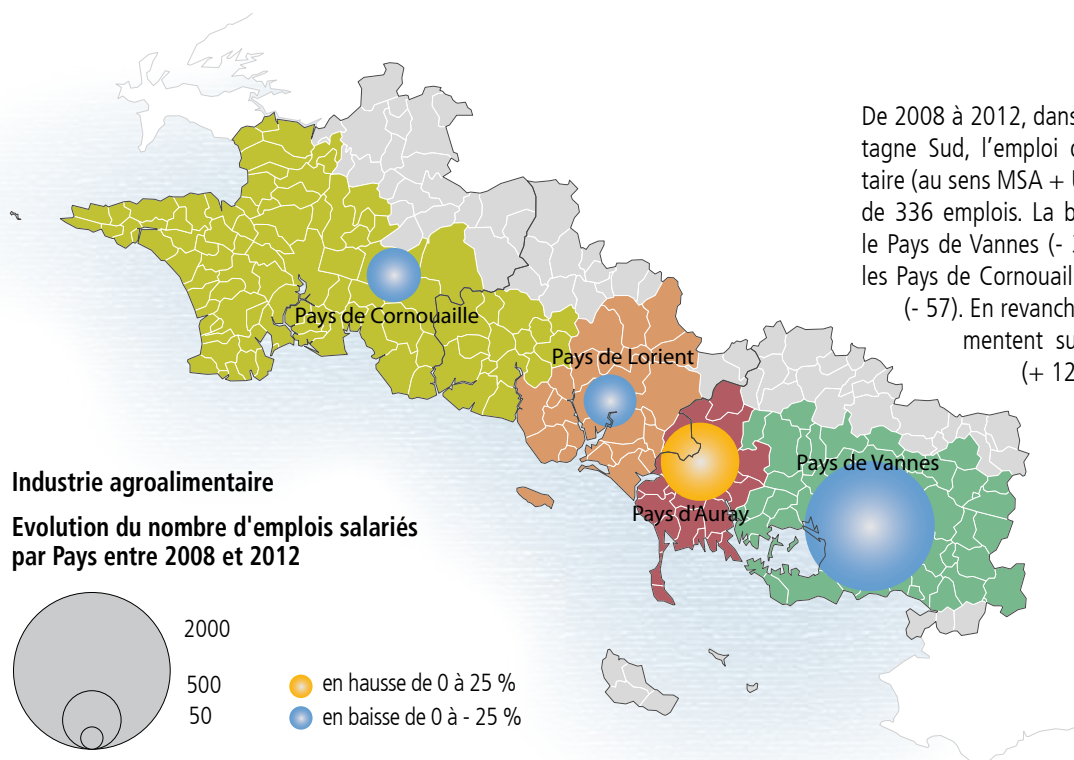 De 2008 à 2012, dans
tagne Sud, l'emploi
taire (au sens MSA +
de 336 emplois. La
le Pays de Vannes (-
les Pays de Cornouail
(- 57). En revanch
mentent su
(+ 12
Pays de Cornouaille
Pays de Lorient
Pays de Vannes
Pays d'Auray
Industrie agroalimentaire
Evolution du nombre d'emplois salariés
par Pays entre 2008 et 2012
2000
500
50
en hausse de 0 à 25 %
en baisse de 0 à - 25 %